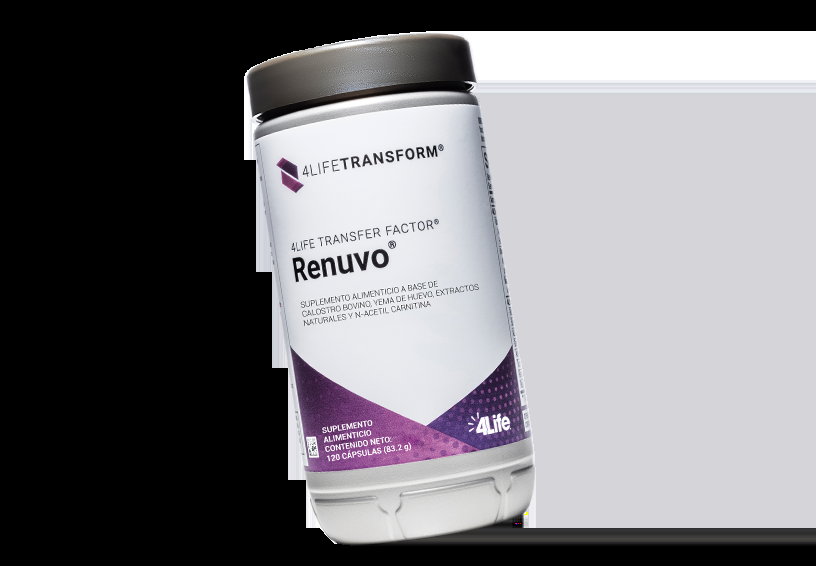 4LIFETRANSFORM®
4LIFE TRANSFER FACTOR®
Renuvo®
SUPLEMENTO ALIMENTICIO A BASE DE
CALOSTRO BOVINO, YEMA DE HUEVO, EXTRACTOS
NATURALES Y N-ACETIL CARNITINA
SUPLEMENTO
ALIMENTICIO
CONTENIDO NETO:
120 CÁPSULAS (83.2 g)
4Life